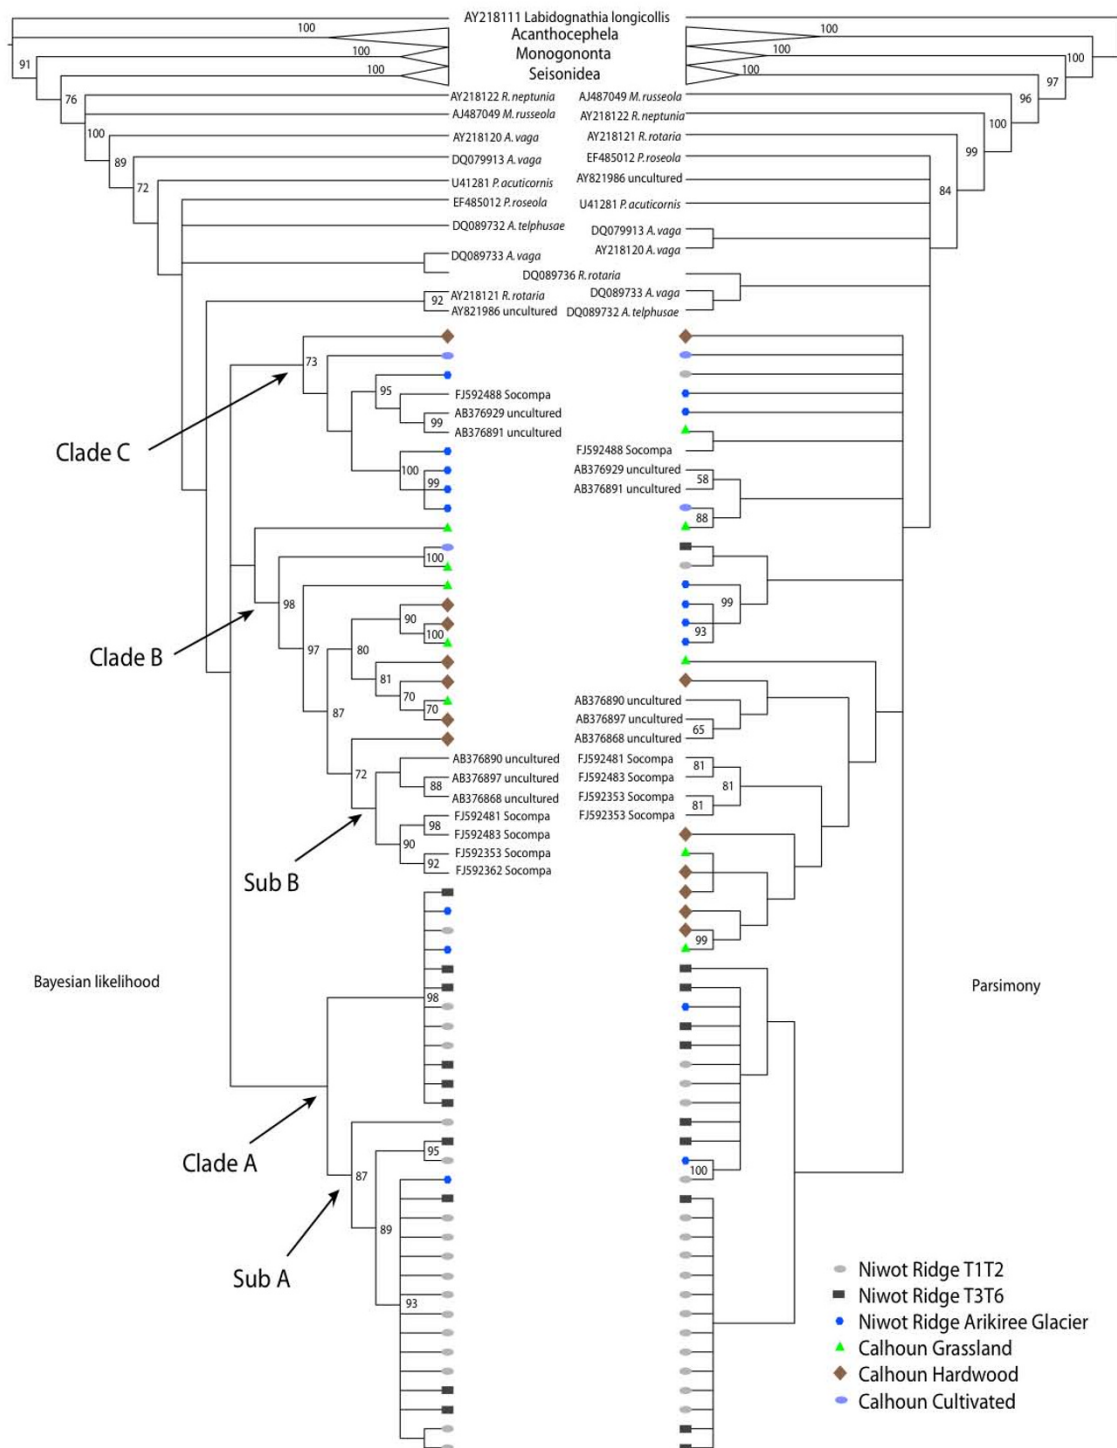 AY218111 Labidognathia longicollis
100
Acanthocephela
100
100
Monogononta
100
100
91
100
Seisonidea
100
97
76
AY218122 R. neptunia
AJ487049 M. russeola
96
AJ487049 M. russeola
AY218122 R. neptunia
100
100
AY218120 A. vaga
AY218121 R. rotaria
99
89
DQ079913 A. vaga
EF485012 P. roseola
72
U41281 P. acuticornis
AY821986 uncultured
84
EF485012 P. roseola
U41281 P. acuticornis
DQ089732 A. telphusae
DQ079913 A. vaga
AY218120 A. vaga
DQ089733 A. vaga
DQ089736 R. rotaria
92
AY218121 R. rotaria
DQ089733 A. vaga
AY821986 uncultured
DQ089732 A. telphusae
73
95
FJ592488 Socompa
AB376929 uncultured
99
AB376891 uncultured
Clade C
FJ592488 Socompa
100
AB376929 uncultured
58
99
AB376891 uncultured
88
100
98
99
90
93
100
Clade B
97
80
81
70
AB376890 uncultured
70
87
AB376897 uncultured
65
AB376868 uncultured
AB376890 uncultured
FJ592481 Socompa
81
72
AB376897 uncultured
FJ592483 Socompa
88
81
AB376868 uncultured
FJ592353 Socompa
81
FJ592481 Socompa
FJ592353 Socompa
98
FJ592483 Socompa
90
FJ592353 Socompa
92
FJ592362 Socompa
Sub B
99
Bayesian likelihood
Parsimony
98
Clade A
95
87
100
89
Sub A
93
Niwot Ridge T1T2
Niwot Ridge T3T6
Niwot Ridge Arikiree Glacier
Calhoun Grassland
Calhoun Hardwood
Calhoun Cultivated